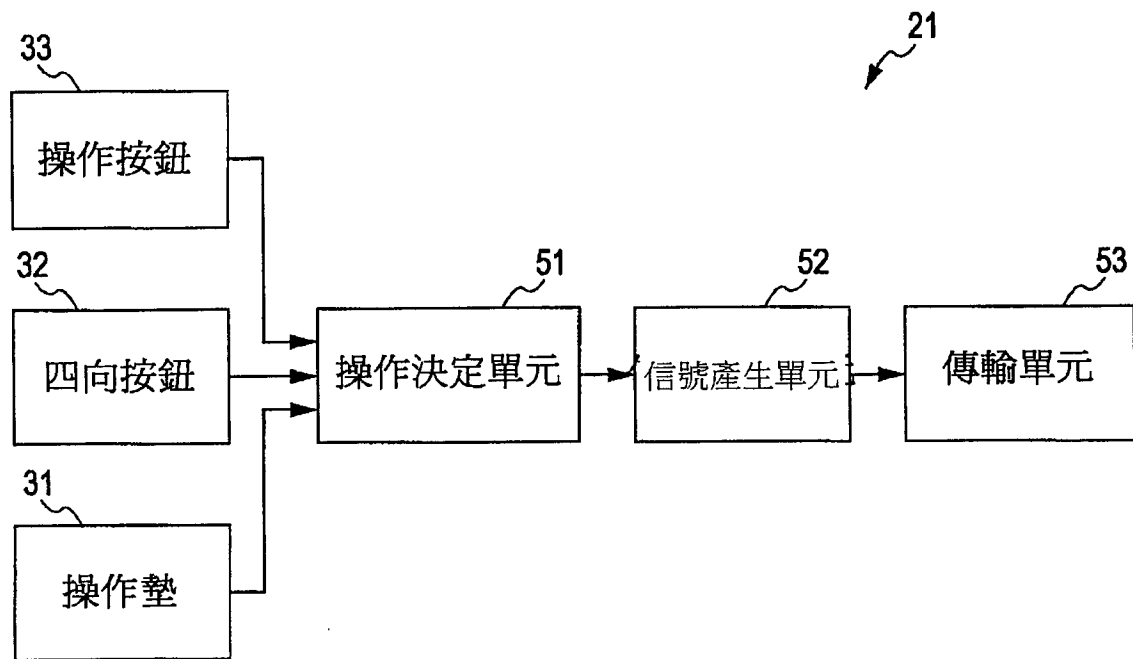 21
33
操作按鈕
32
四向按鈕
51
操作決定單元
52
信號產生單元
53
傳輸單元
31
操作墊